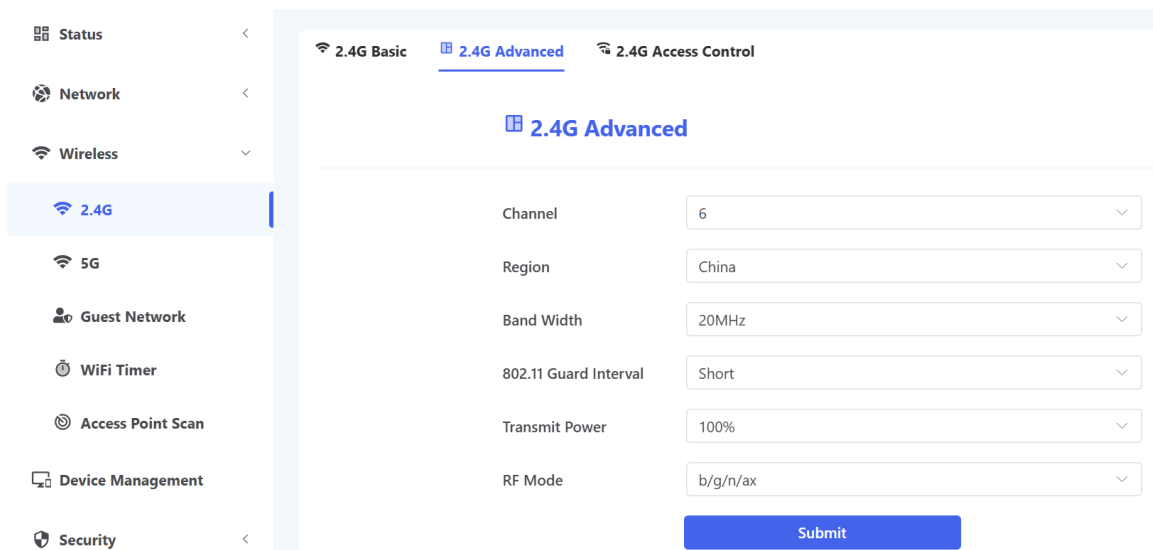 Status
Network
Wireless
2.4G
5G
Guest Network
WiFi Timer
Access Point Scan
Device Management
Security
2.4G Basic 2.4G Advanced 2.4G Access Control
2.4G Advanced
Channel 6
Region China
Band Width 20MHz
802.11 Guard Interval Short
Transmit Power 100%
RF Mode b/g/n/ax
Submit